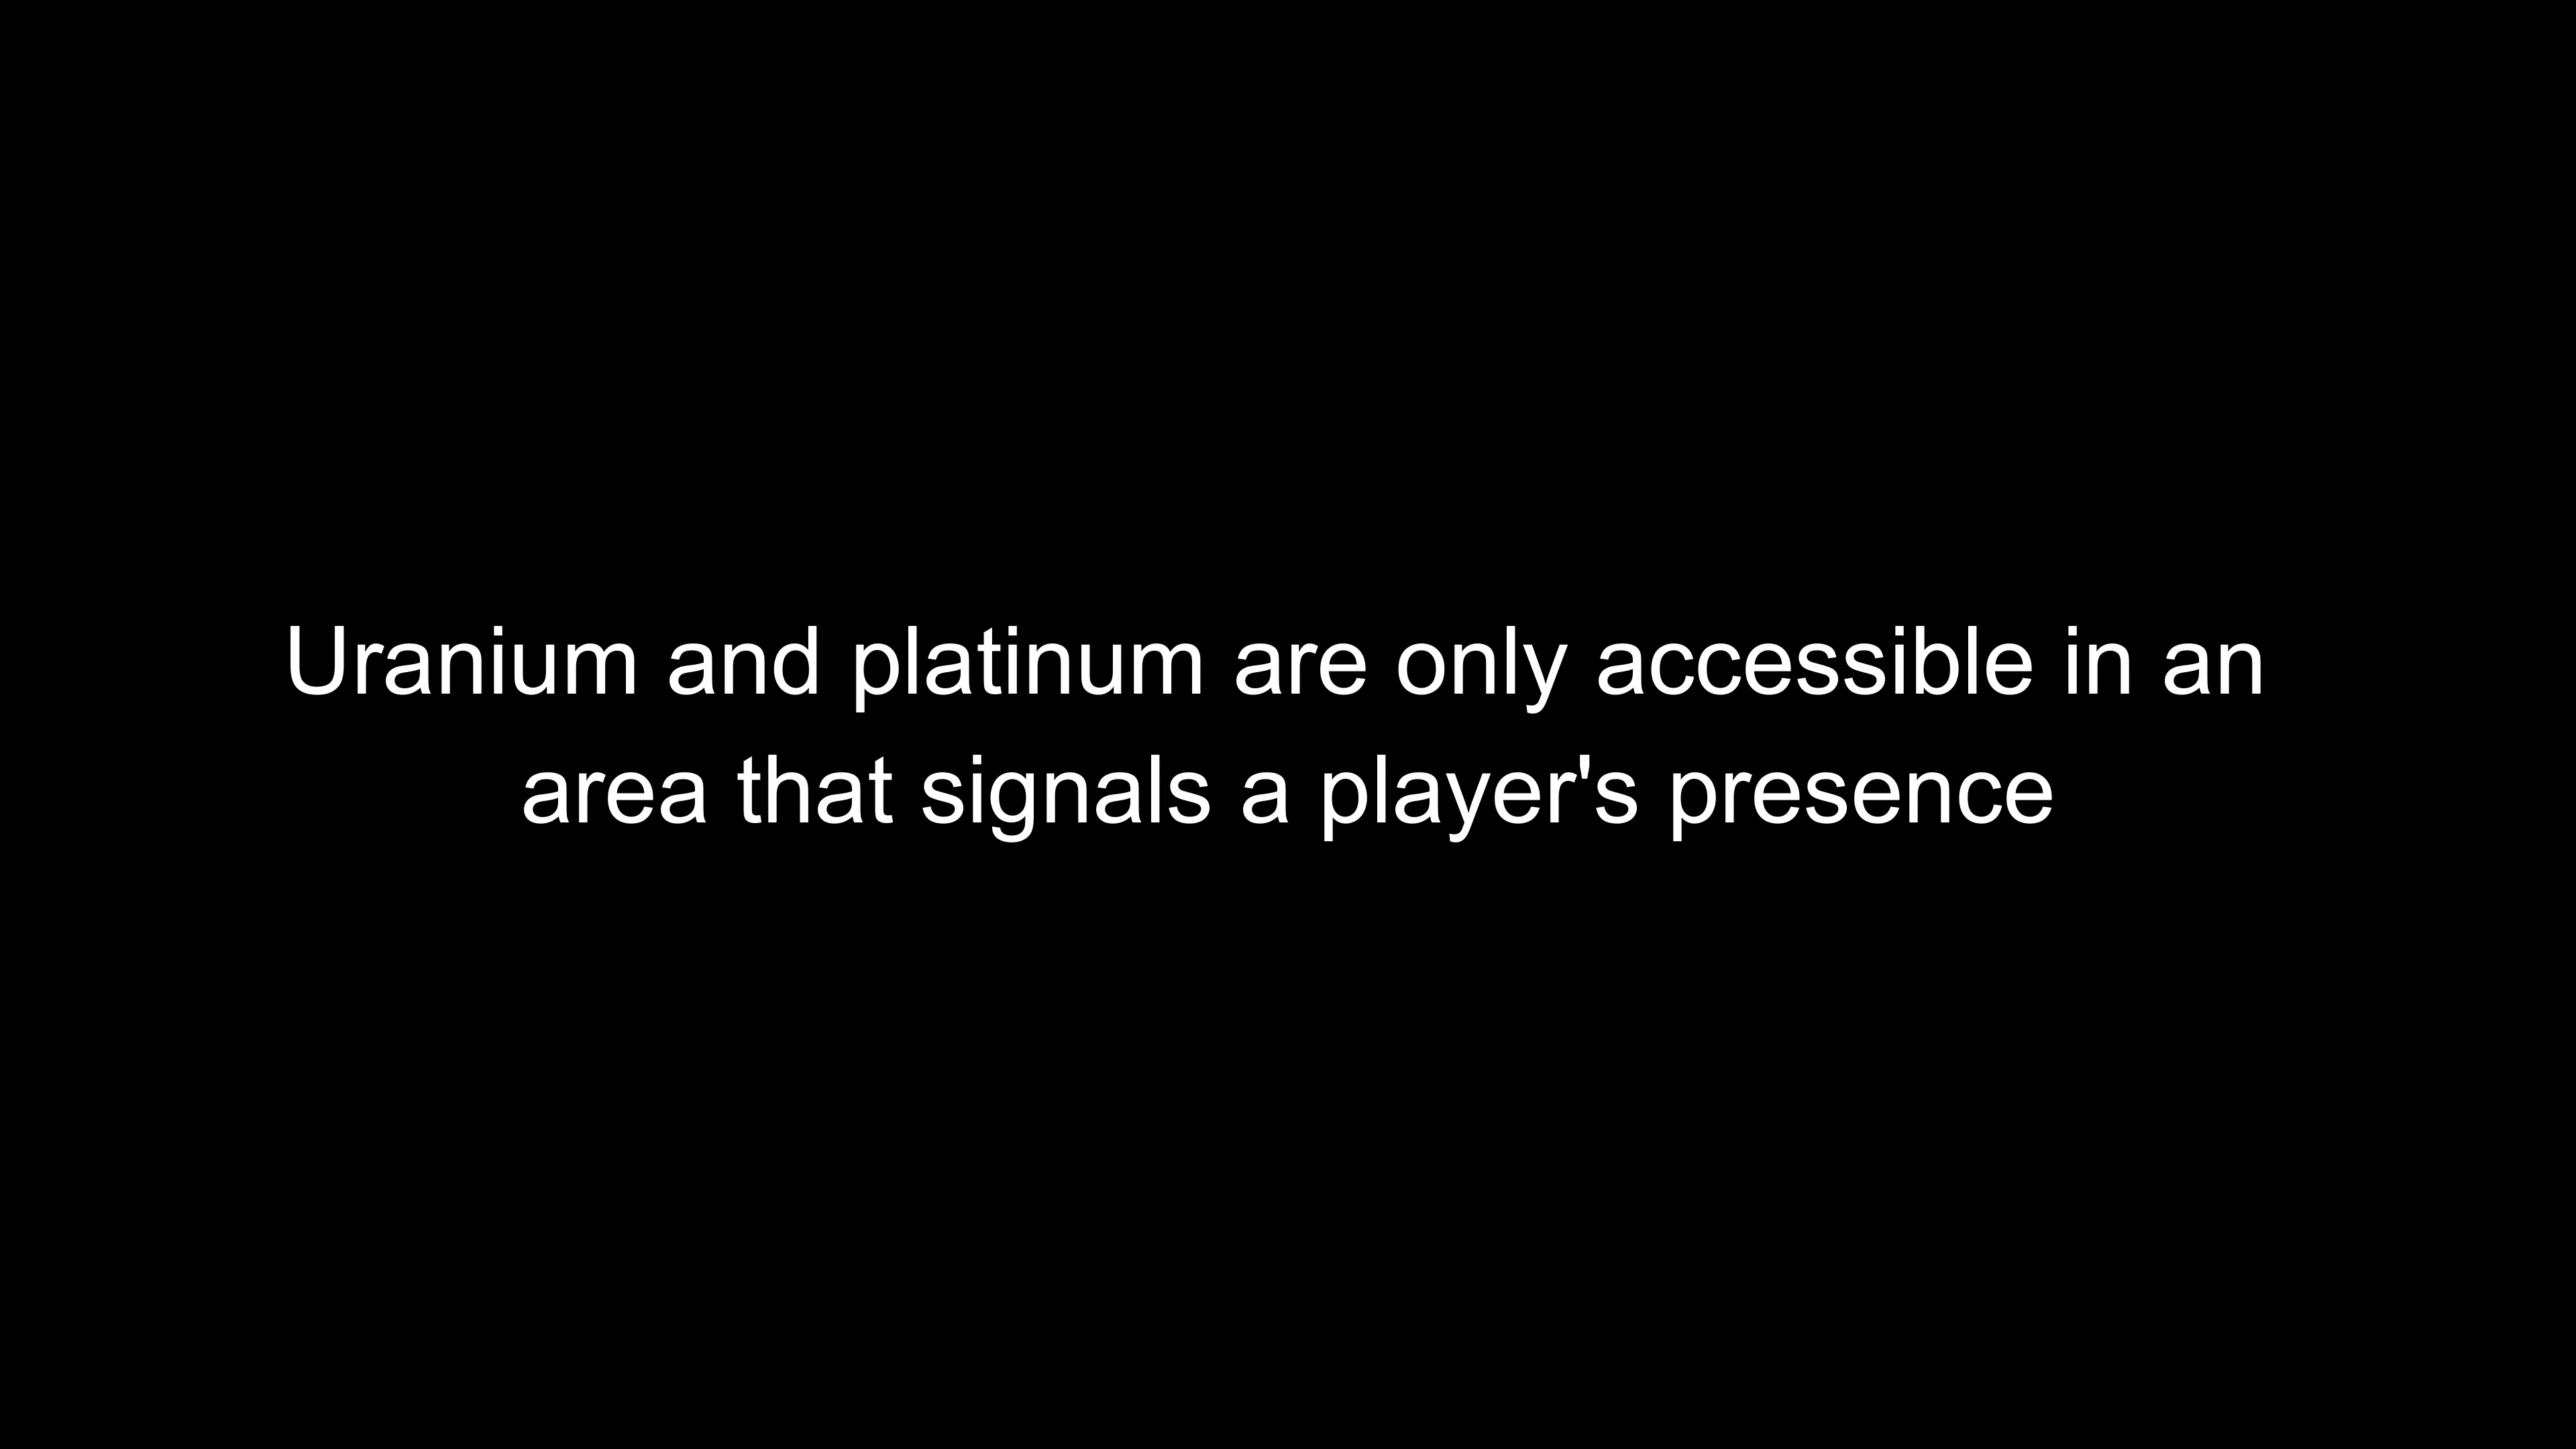 Uranium and platinum are only accessible in an
area that signals a player's presence